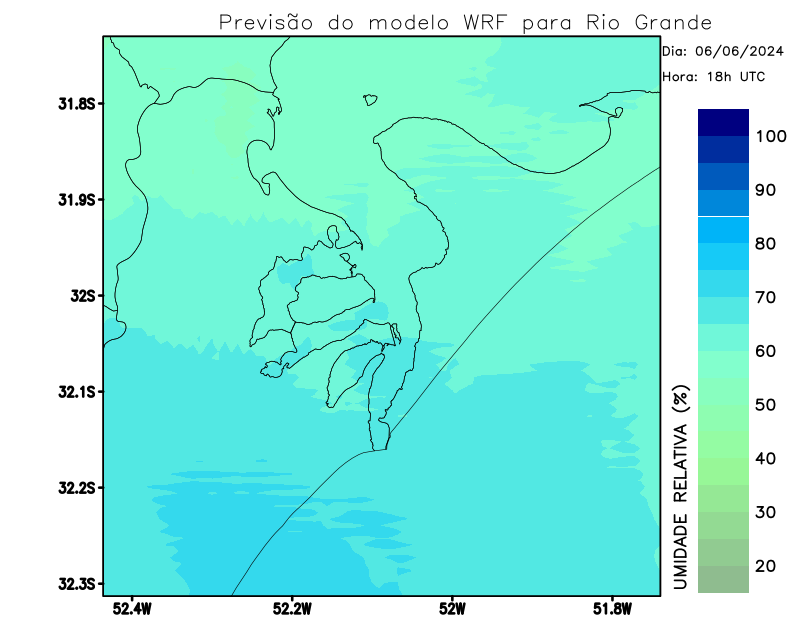 Previsão do modelo WRF para Rio Grande
Dia: 06/06/2024
Hora: 18h UTC
31.8S
31.9S
32S
32.1S
32.2S
32.3S
52.4W
52.2W
52W
51.8W
UMIDADE RELATIVA (%)
100
90
80
70
60
50
40
30
20